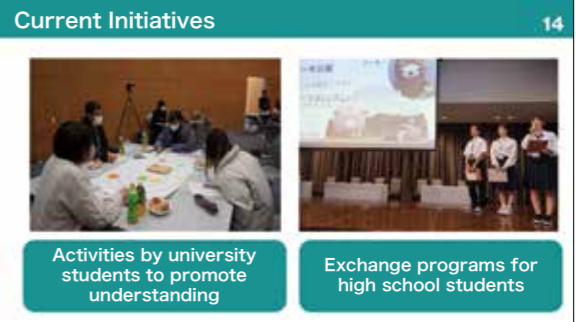 Current Initiatives
14
Activities by university
students to promote
understanding
Exchange programs for
high school students